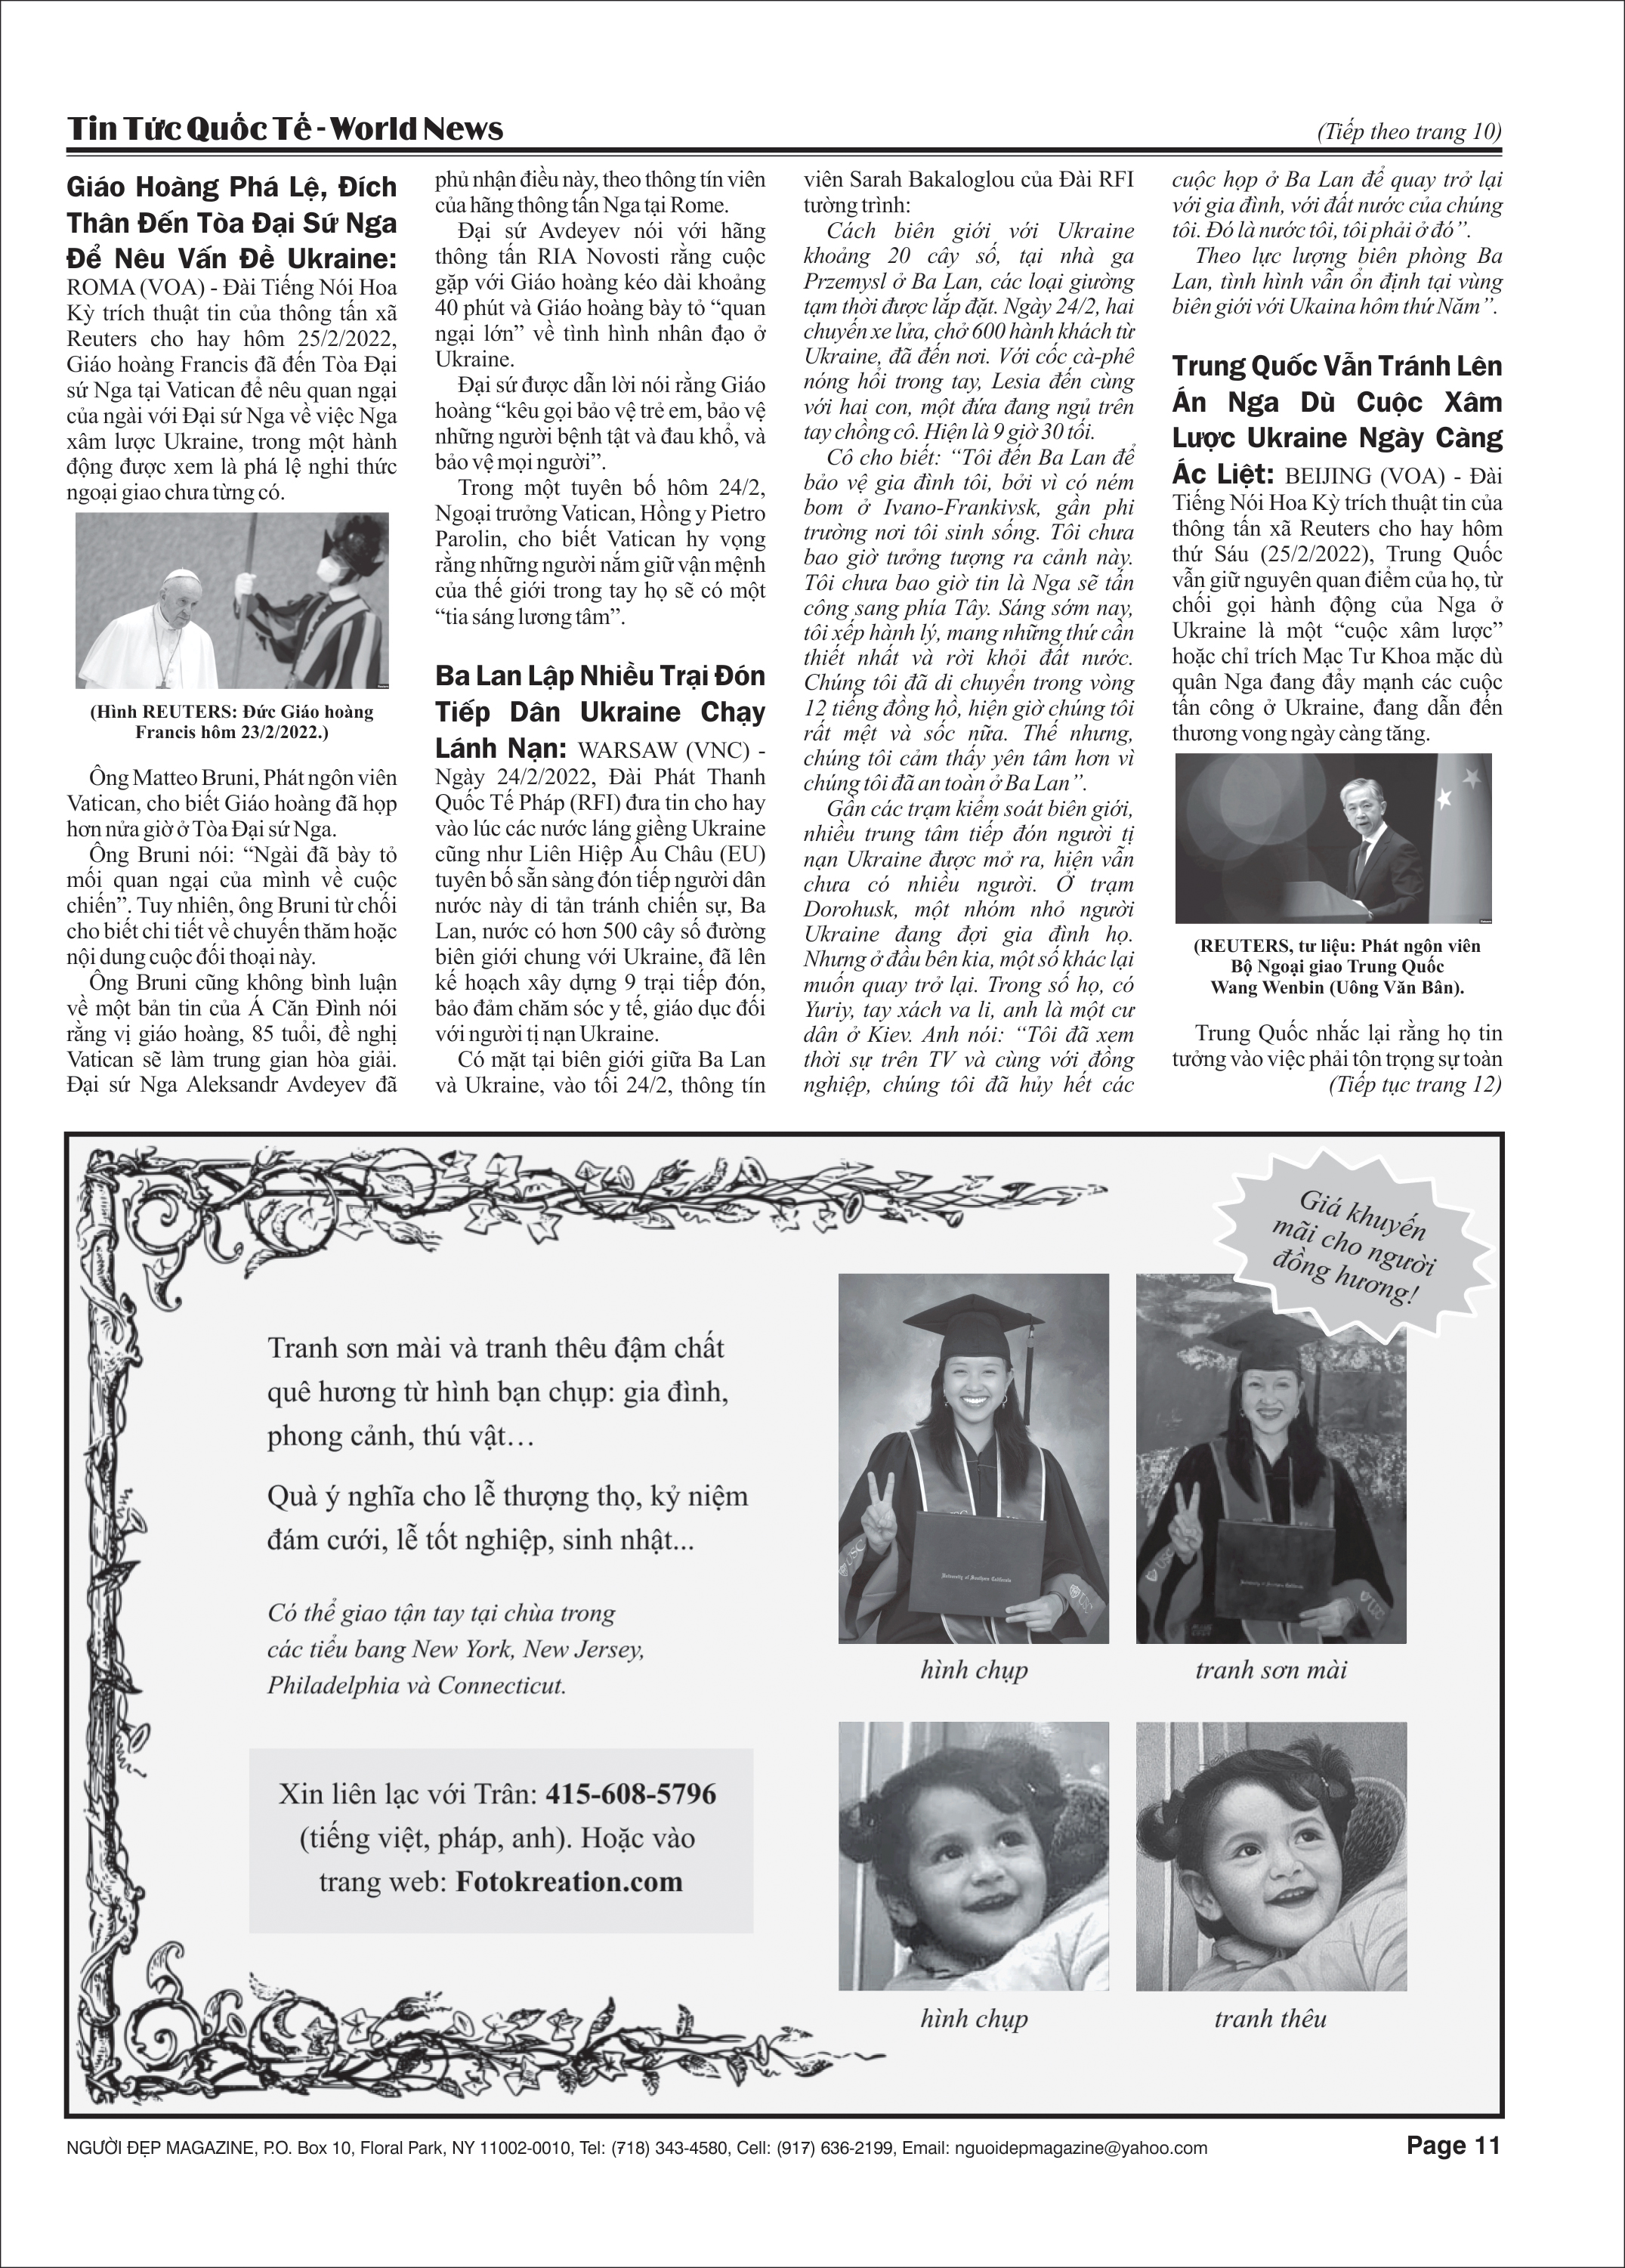 Tin Tức Quốc Tế - World News
(Tiếp theo trang 10)
Giáo Hoàng Phá Lệ, Đích
Thân Đến Tòa Đại Sứ Nga
Để Nêu Vấn Đề Ukraine:
ROMA (VOA) - Đài Tiếng Nói Hoa
Kỳ trích thuật tin của thông tấn xã
Reuters cho hay hôm 25/2/2022,
Giáo hoàng Francis đã đến Tòa Đại
sứ Nga tại Vatican để nêu quan ngại
của ngài với Đại sứ Nga về việc Nga
xâm lược Ukraine, trong một hành
động được xem là phá lệ nghi thức
ngoại giao chưa từng có.
(Hình REUTERS: Đức Giáo hoàng
Francis hôm 23/2/2022.)
Ông Matteo Bruni, Phát ngôn viên
Vatican, cho biết Giáo hoàng đã họp
hơn nửa giờ ở Tòa Đại sứ Nga.
Ông Bruni nói: “Ngài đã bày tỏ
mối quan ngại của mình về cuộc
chiến”. Tuy nhiên, ông Bruni từ chối
cho biết chi tiết về chuyến thăm hoặc
nội dung cuộc đối thoại này.
Ông Bruni cũng không bình luận
về một bản tin của Á Căn Đình nói
rằng vị giáo hoàng, 85 tuổi, đề nghị
Vatican sẽ làm trung gian hòa giải.
Đại sứ Nga Aleksandr Avdeyev đã
phủ nhận điều này, theo thông tín viên
của hãng thông tấn Nga tại Rome.
Đại sứ Avdeyev nói với hãng
thông tấn RIA Novosti rằng cuộc
gặp với Giáo hoàng kéo dài khoảng
40 phút và Giáo hoàng bày tỏ “quan
ngại lớn” về tình hình nhân đạo ở
Ukraine.
Đại sứ được dẫn lời nói rằng Giáo
hoàng “kêu gọi bảo vệ trẻ em, bảo vệ
những người bệnh tật và đau khổ, và
bảo vệ mọi người”.
Trong một tuyên bố hôm 24/2,
Ngoại trưởng Vatican, Hồng y Pietro
Parolin, cho biết Vatican hy vọng
rằng những người nắm giữ vận mệnh
của thế giới trong tay họ sẽ có một
“tia sáng lương tâm”.
Ba Lan Lập Nhiều Trại Đón
Tiếp Dân Ukraine Chạy
Lánh Nạn: WARSAW (VNC) -
Ngày 24/2/2022, Đài Phát Thanh
Quốc Tế Pháp (RFI) đưa tin cho hay
vào lúc các nước láng giềng Ukraine
cũng như Liên Hiệp Âu Châu (EU)
tuyên bố sẵn sàng đón tiếp người dân
nước này di tản tránh chiến sự, Ba
Lan, nước có hơn 500 cây số đường
biên giới chung với Ukraine, đã lên
kế hoạch xây dựng 9 trại tiếp đón,
bảo đảm chăm sóc y tế, giáo dục đối
với người tị nạn Ukraine.
Có mặt tại biên giới giữa Ba Lan
và Ukraine, vào tối 24/2, thông tín
viên Sarah Bakaloglou của Đài RFI
tường trình:
Cách biên giới với Ukraine
khoảng 20 cây số, tại nhà ga
Przemysl ở Ba Lan, các loại giường
tạm thời được lắp đặt. Ngày 24/2, hai
chuyến xe lửa, chở 600 hành khách từ
Ukraine, đã đến nơi. Với cốc cà-phê
nóng hổi trong tay, Lesia đến cùng
với hai con, một đứa đang ngủ trên
tay chồng cô. Hiện là 9 giờ 30 tối.
Cô cho biết: “Tôi đến Ba Lan để
bảo vệ gia đình tôi, bởi vì có ném
bom ở Ivano-Frankivsk, gần phi
trường nơi tôi sinh sống. Tôi chưa
bao giờ tưởng tượng ra cảnh này.
Tôi chưa bao giờ tin là Nga sẽ tấn
công sang phía Tây. Sáng sớm nay,
tôi xếp hành lý, mang những thứ cần
thiết nhất và rời khỏi đất nước.
Chúng tôi đã di chuyển trong vòng
12 tiếng đồng hồ, hiện giờ chúng tôi
rất mệt và sốc nữa. Thế nhưng,
chúng tôi cảm thấy yên tâm hơn vì
chúng tôi đã an toàn ở Ba Lan”.
Gần các trạm kiểm soát biên giới,
nhiều trung tâm tiếp đón người tị
nạn Ukraine được mở ra, hiện vẫn
chưa có nhiều người. Ở trạm
Dorohusk, một nhóm nhỏ người
Ukraine đang đợi gia đình họ.
Nhưng ở đầu bên kia, một số khác lại
muốn quay trở lại. Trong số họ, có
Yuriy, tay xách va li, anh là một cư
dân ở Kiev. Anh nói: “Tôi đã xem
thời sự trên TV và cùng với đồng
nghiệp, chúng tôi đã hủy hết các
cuộc họp ở Ba Lan để quay trở lại
với gia đình, với đất nước của chúng
tôi. Đó là nước tôi, tôi phải ở đó”.
Theo lực lượng biên phòng Ba
Lan, tình hình vẫn ổn định tại vùng
biên giới với Ukaina hôm thứ Năm”.
Trung Quốc Vẫn Tránh Lên
Án Nga Dù Cuộc Xâm
Lược Ukraine Ngày Càng
Ác Liệt: BEIJING (VOA) - Đài
Tiếng Nói Hoa Kỳ trích thuật tin của
thông tấn xã Reuters cho hay hôm
thứ Sáu (25/2/2022), Trung Quốc
vẫn giữ nguyên quan điểm của họ, từ
chối gọi hành động của Nga ở
Ukraine là một “cuộc xâm lược”
hoặc chỉ trích Mạc Tư Khoa mặc dù
quân Nga đang đẩy mạnh các cuộc
tấn công ở Ukraine, đang dẫn đến
thương vong ngày càng tăng.
(REUTERS, tư liệu: Phát ngôn viên
Bộ Ngoại giao Trung Quốc
Wang Wenbin (Uông Văn Bân).
Trung Quốc nhắc lại rằng họ tin
tưởng vào việc phải tôn trọng sự toàn
(Tiếp tục trang 12)
Giá khuyến
mãi cho người
đồng hương!
Tranh sơn mài và tranh thêu đậm chất
quê hương từ hình bạn chụp: gia đình,
phong cảnh, thú vật…
Quà ý nghĩa cho lễ thượng thọ, kỷ niệm
đám cưới, lễ tốt nghiệp, sinh nhật...
Có thể giao tận tay tại chùa trong
các tiểu bang New York, New Jersey,
Philadelphia và Connecticut.
Xin liên lạc với Trân: 415-608-5796
(tiếng việt, pháp, anh). Hoặc vào
trang web: Fotokreation.com
University of Southern California
USC
USC
hình chụp
tranh sơn mài
hình chụp
tranh thêu
NGƯỜI ĐẸP MAGAZINE, P.O. Box 10, Floral Park, NY 11002-0010, Tel: (718) 343-4580, Cell: (917) 636-2199, Email: nguoidepmagazine@yahoo.com
Page 11